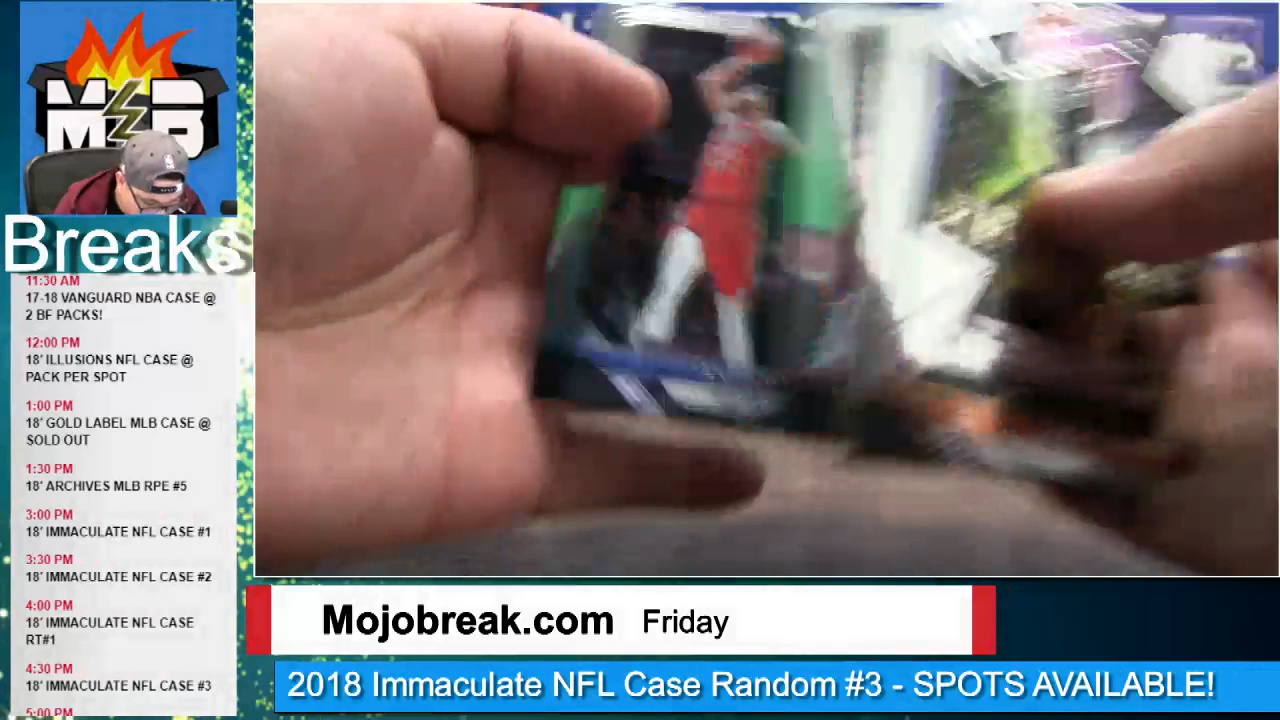 M B
M B
Breaks
11:30 AM
17-18 VANGUARD NBA CASE @
2 BF PACKS!
12:00 PM
18' ILLUSIONS NFL CASE @
PACK PER SPOT
1:00 PM
18' GOLD LABEL MLB CASE @
SOLD OUT
1:30 PM
18' ARCHIVES MLB RPE #5
3:00 PM
18' IMMACULATE NFL CASE #1
3:30 PM
18' IMMACULATE NFL CASE #2
4:00 PM
18' IMMACULATE NFL CASE
RT#1
4:30 PM
18' IMMACULATE NFL CASE #3
5:00 PM
Mojobreak.com Friday
2018 Immaculate NFL Case Random #3 - SPOTS AVAILABLE!